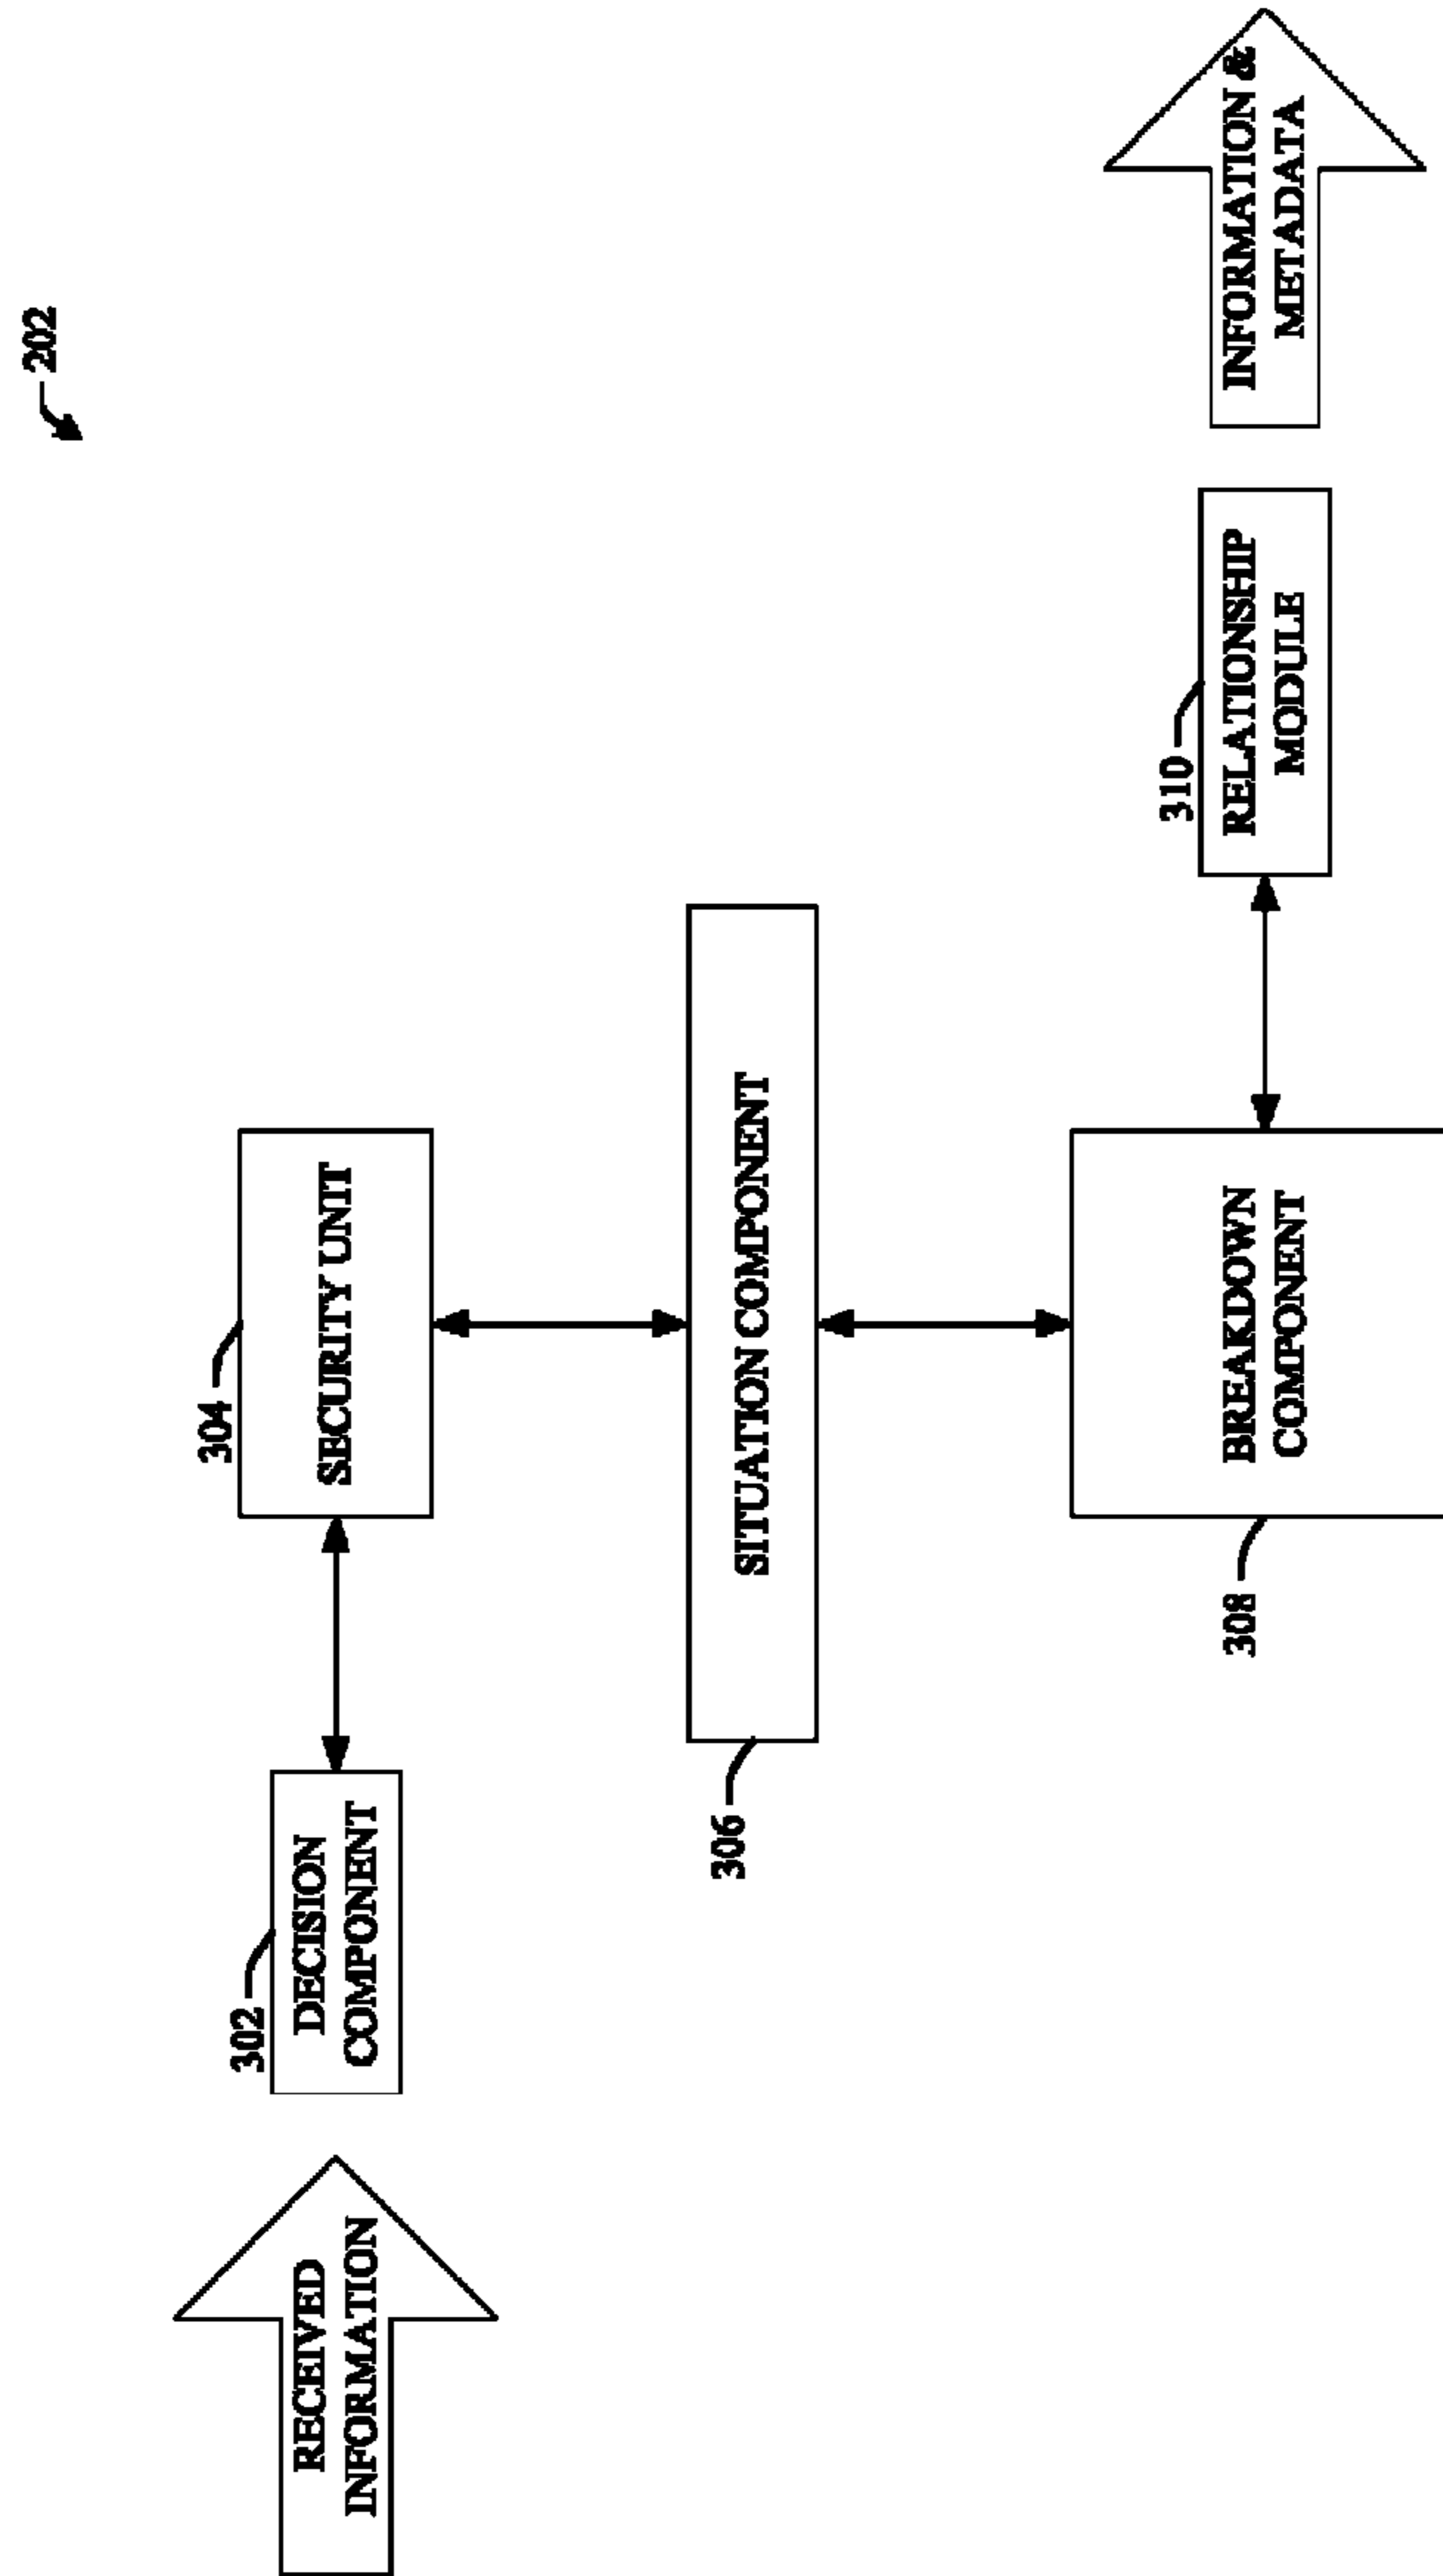 202
RECEIVED
INFORMATION
302
DECISION
COMPONENT
304
SECURITY UNIT
306
SITUATION COMPONENT
308
BREAKDOWN
COMPONENT
310
RELATIONSHIP
MODULE
INFORMATION &
METADATA